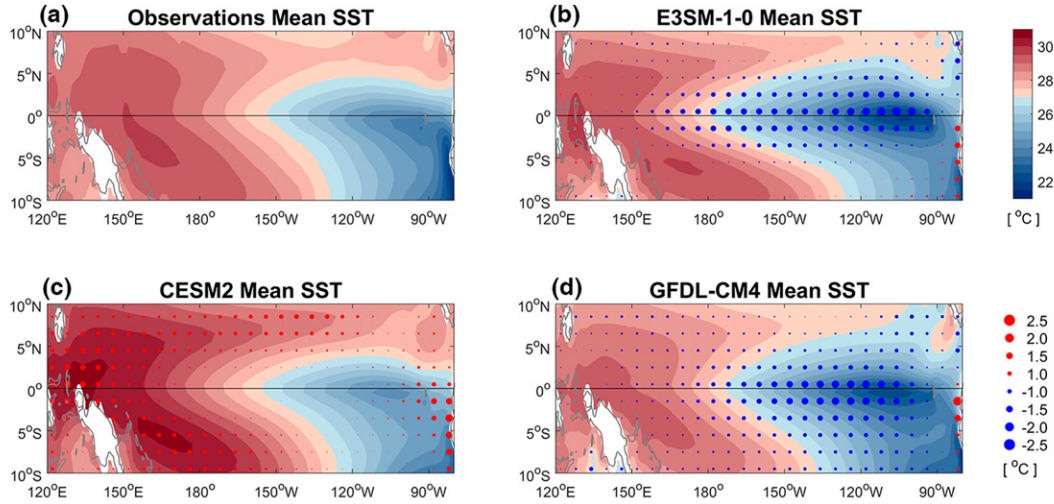 (a) Observations Mean SST
10°N
5°N
0°
5°S
10°S
120°E 150°E 180° 150°W 120°W 90°W
(b) E3SM-1-0 Mean SST
10°N
5°N
0°
5°S
10°S
120°E 150°E 180° 150°W 120°W 90°W
30
28
26
24
22
[ °C]
(c) CESM2 Mean SST
10°N
5°N
0°
5°S
10°S
120°E 150°E 180° 150°W 120°W 90°W
(d) GFDL-CM4 Mean SST
10°N
5°N
0°
5°S
10°S
120°E 150°E 180° 150°W 120°W 90°W
2.5
2.0
1.5
1.0
-1.0
-1.5
-2.0
-2.5
[ °C]